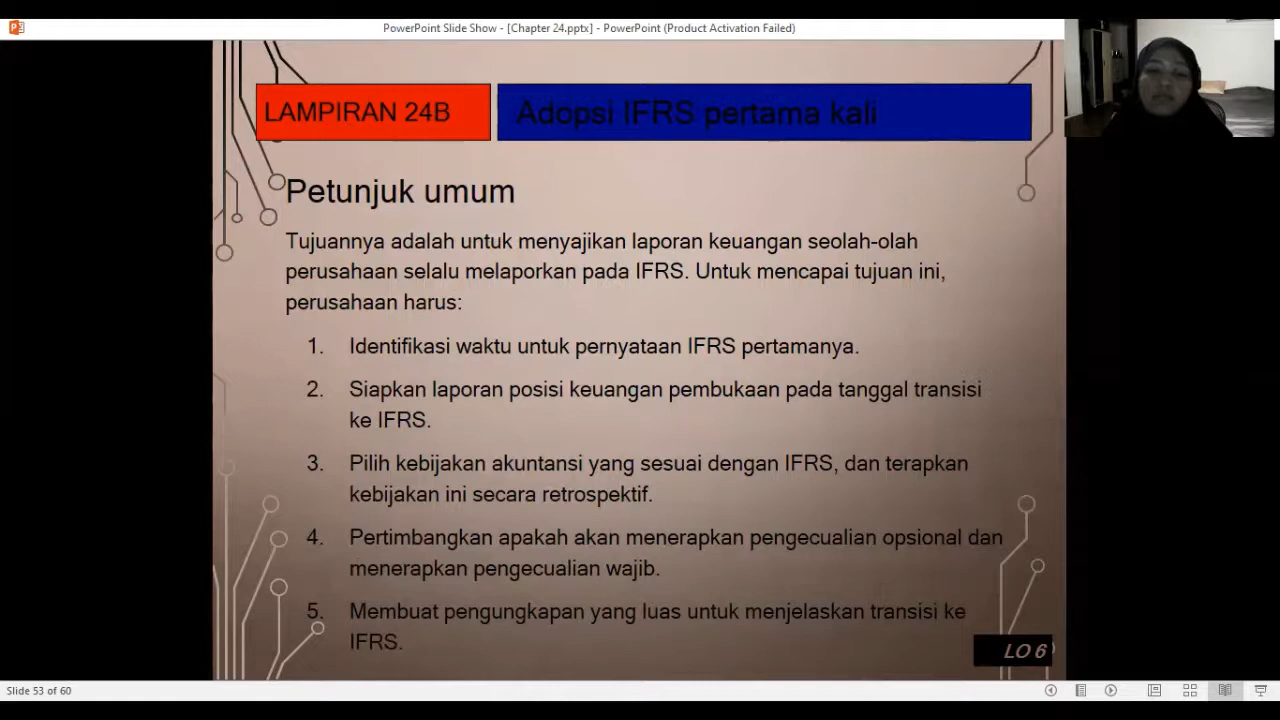 PowerPoint Slide Show - [Chapter 24.pptx] - PowerPoint (Product Activation Failed)
LAMPIRAN 24B
Adopsi IFRS pertama kali
Petunjuk umum
Tujuannya adalah untuk menyajikan laporan keuangan seolah-olah
perusahaan selalu melaporkan pada IFRS. Untuk mencapai tujuan ini,
perusahaan harus:
1. Identifikasi waktu untuk pernyataan IFRS pertamanya.
2. Siapkan laporan posisi keuangan pembukaan pada tanggal transisi
ke IFRS.
3. Pilih kebijakan akuntansi yang sesuai dengan IFRS, dan terapkan
kebijakan ini secara retrospektif.
4. Pertimbangkan apakah akan menerapkan pengecualian opsional dan
menerapkan pengecualian wajib.
5. Membuat pengungkapan yang luas untuk menjelaskan transisi ke
IFRS.
LO 6
Slide 53 of 60